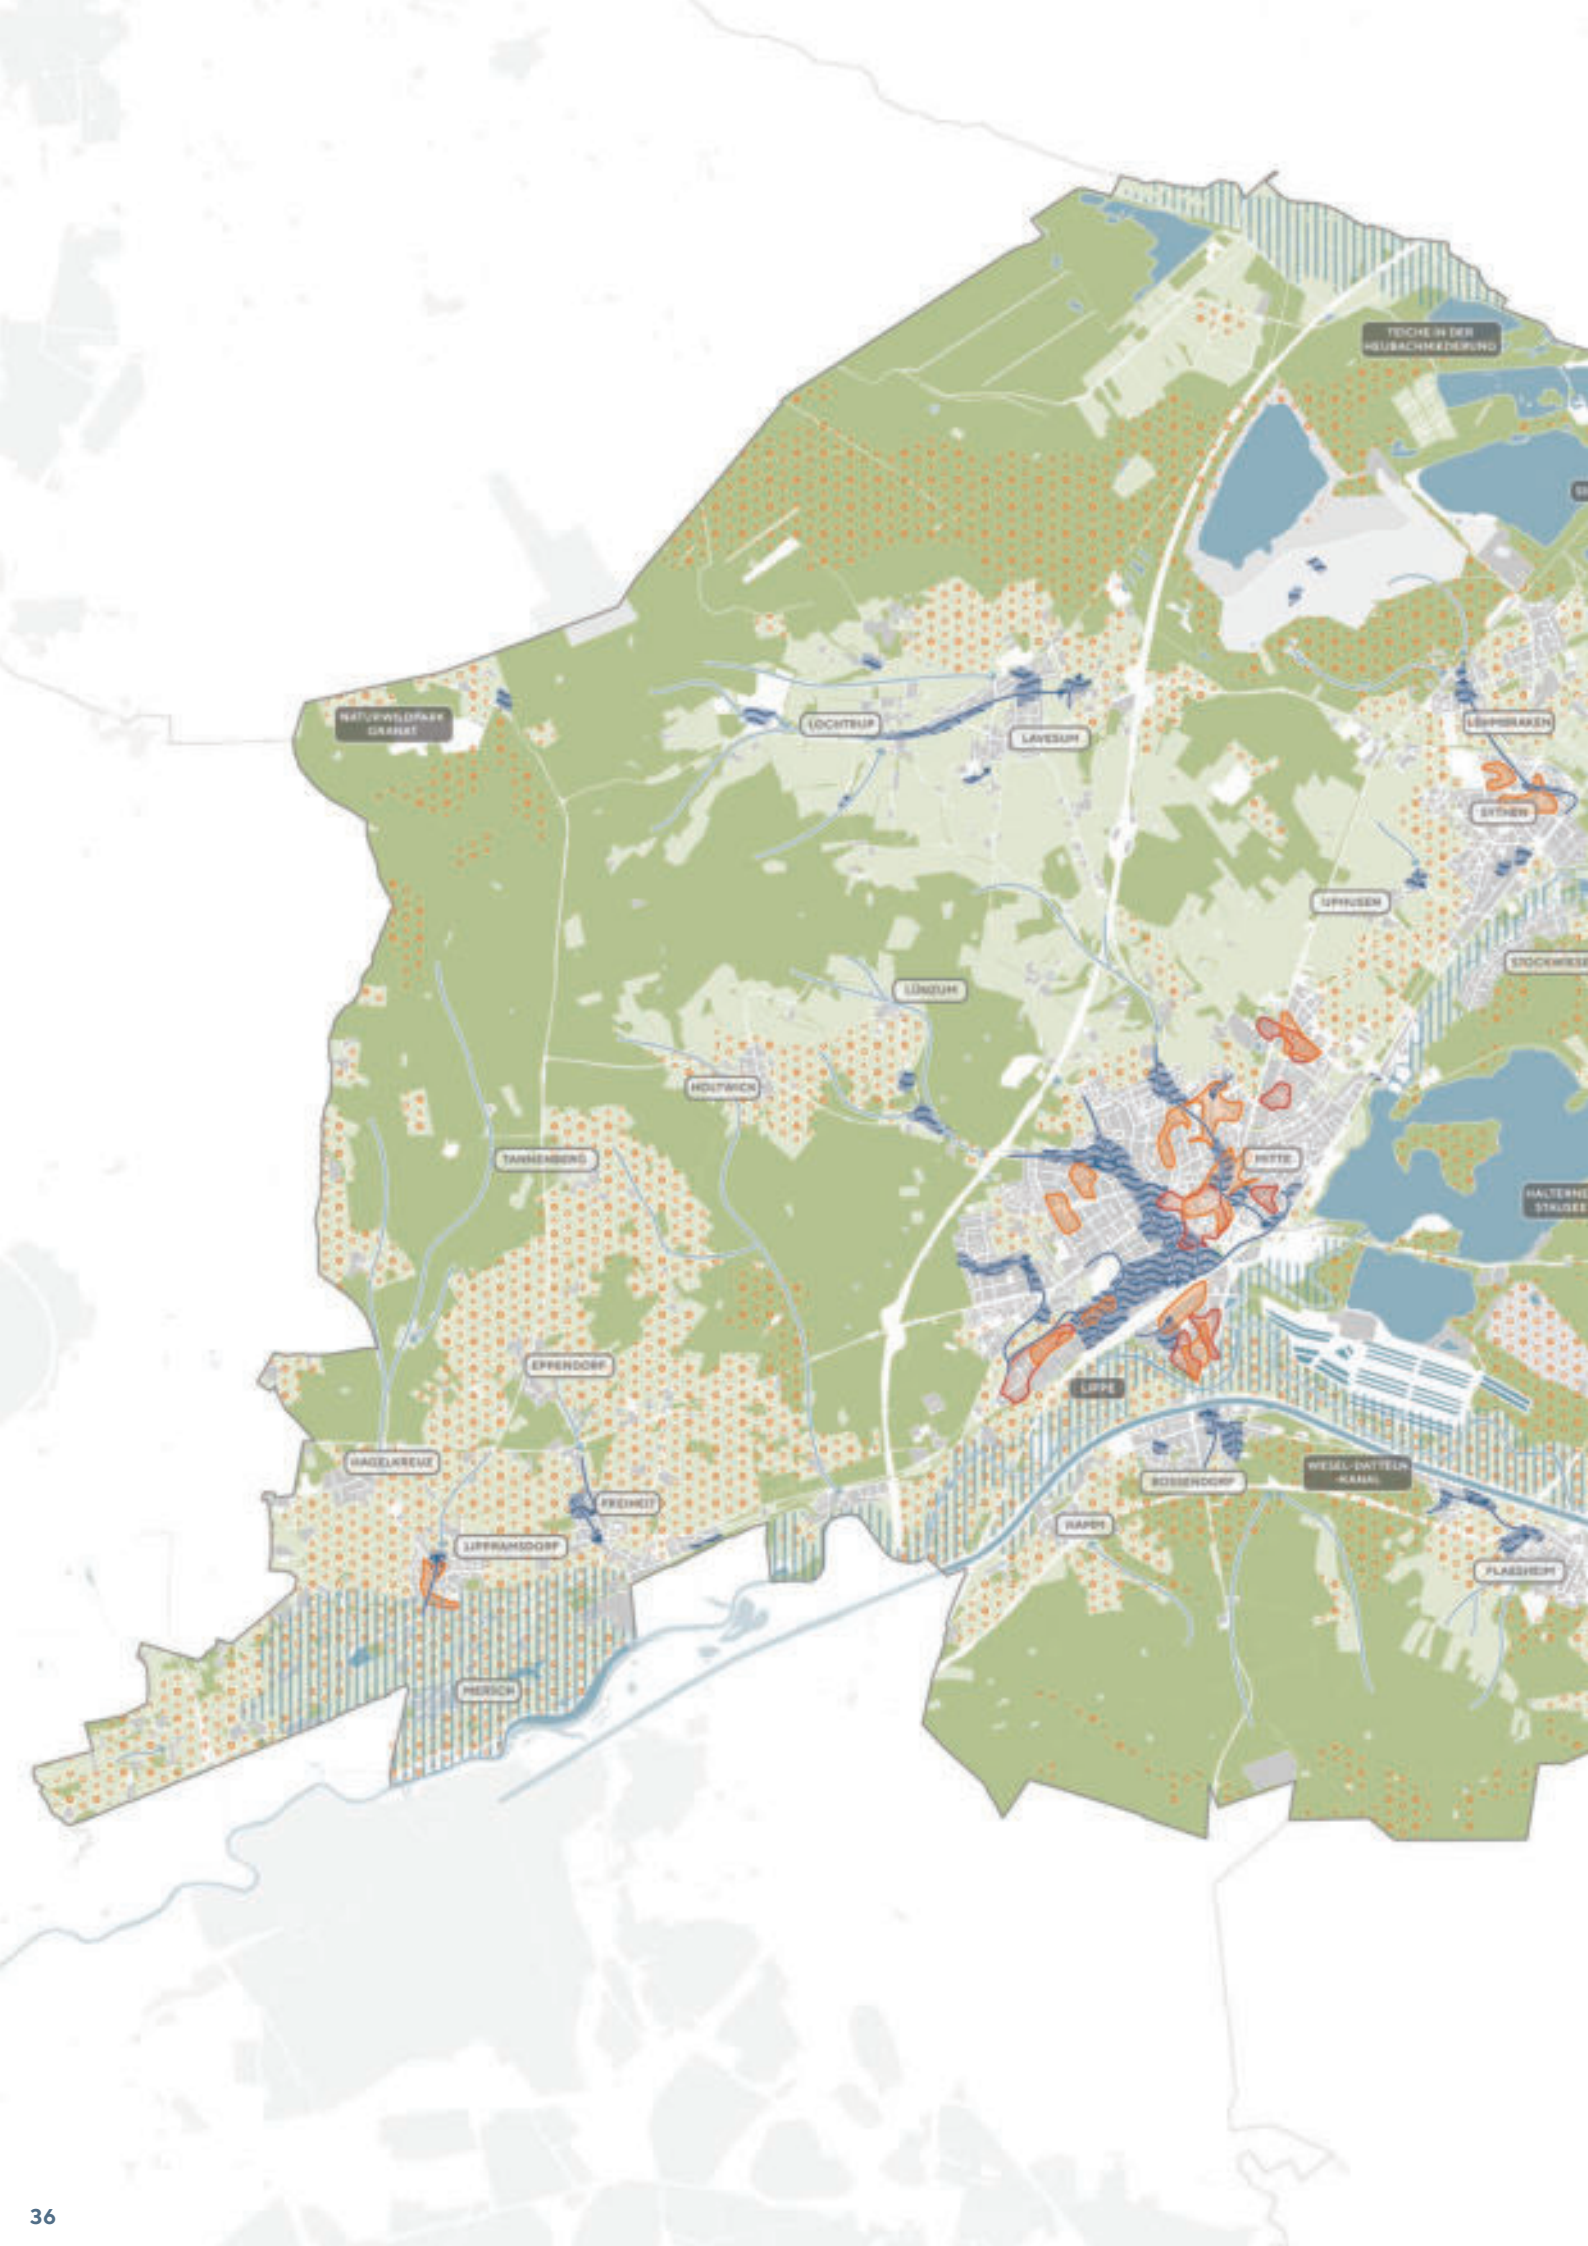 TEICHE IN DER
HEUBACHNIEDERUNG
NATURWILDPARK
GRANAT
LOCHTRUP
LAVESUM
LEHMBRAKEN
SYTHEN
UPHUSEN
STOCKWIESE
LÜNZUM
HOLTWICK
TANNENBERG
MITTE
HALTERNE
STAUSEE
EPPENDORF
LIPPE
HAGELKREUZ
BOSSENDORF
WESEL-DATTELN
-KANAL
FREIHEIT
HAMM
LIPPRAMSDORF
FLAESHEIM
MERSCH
36